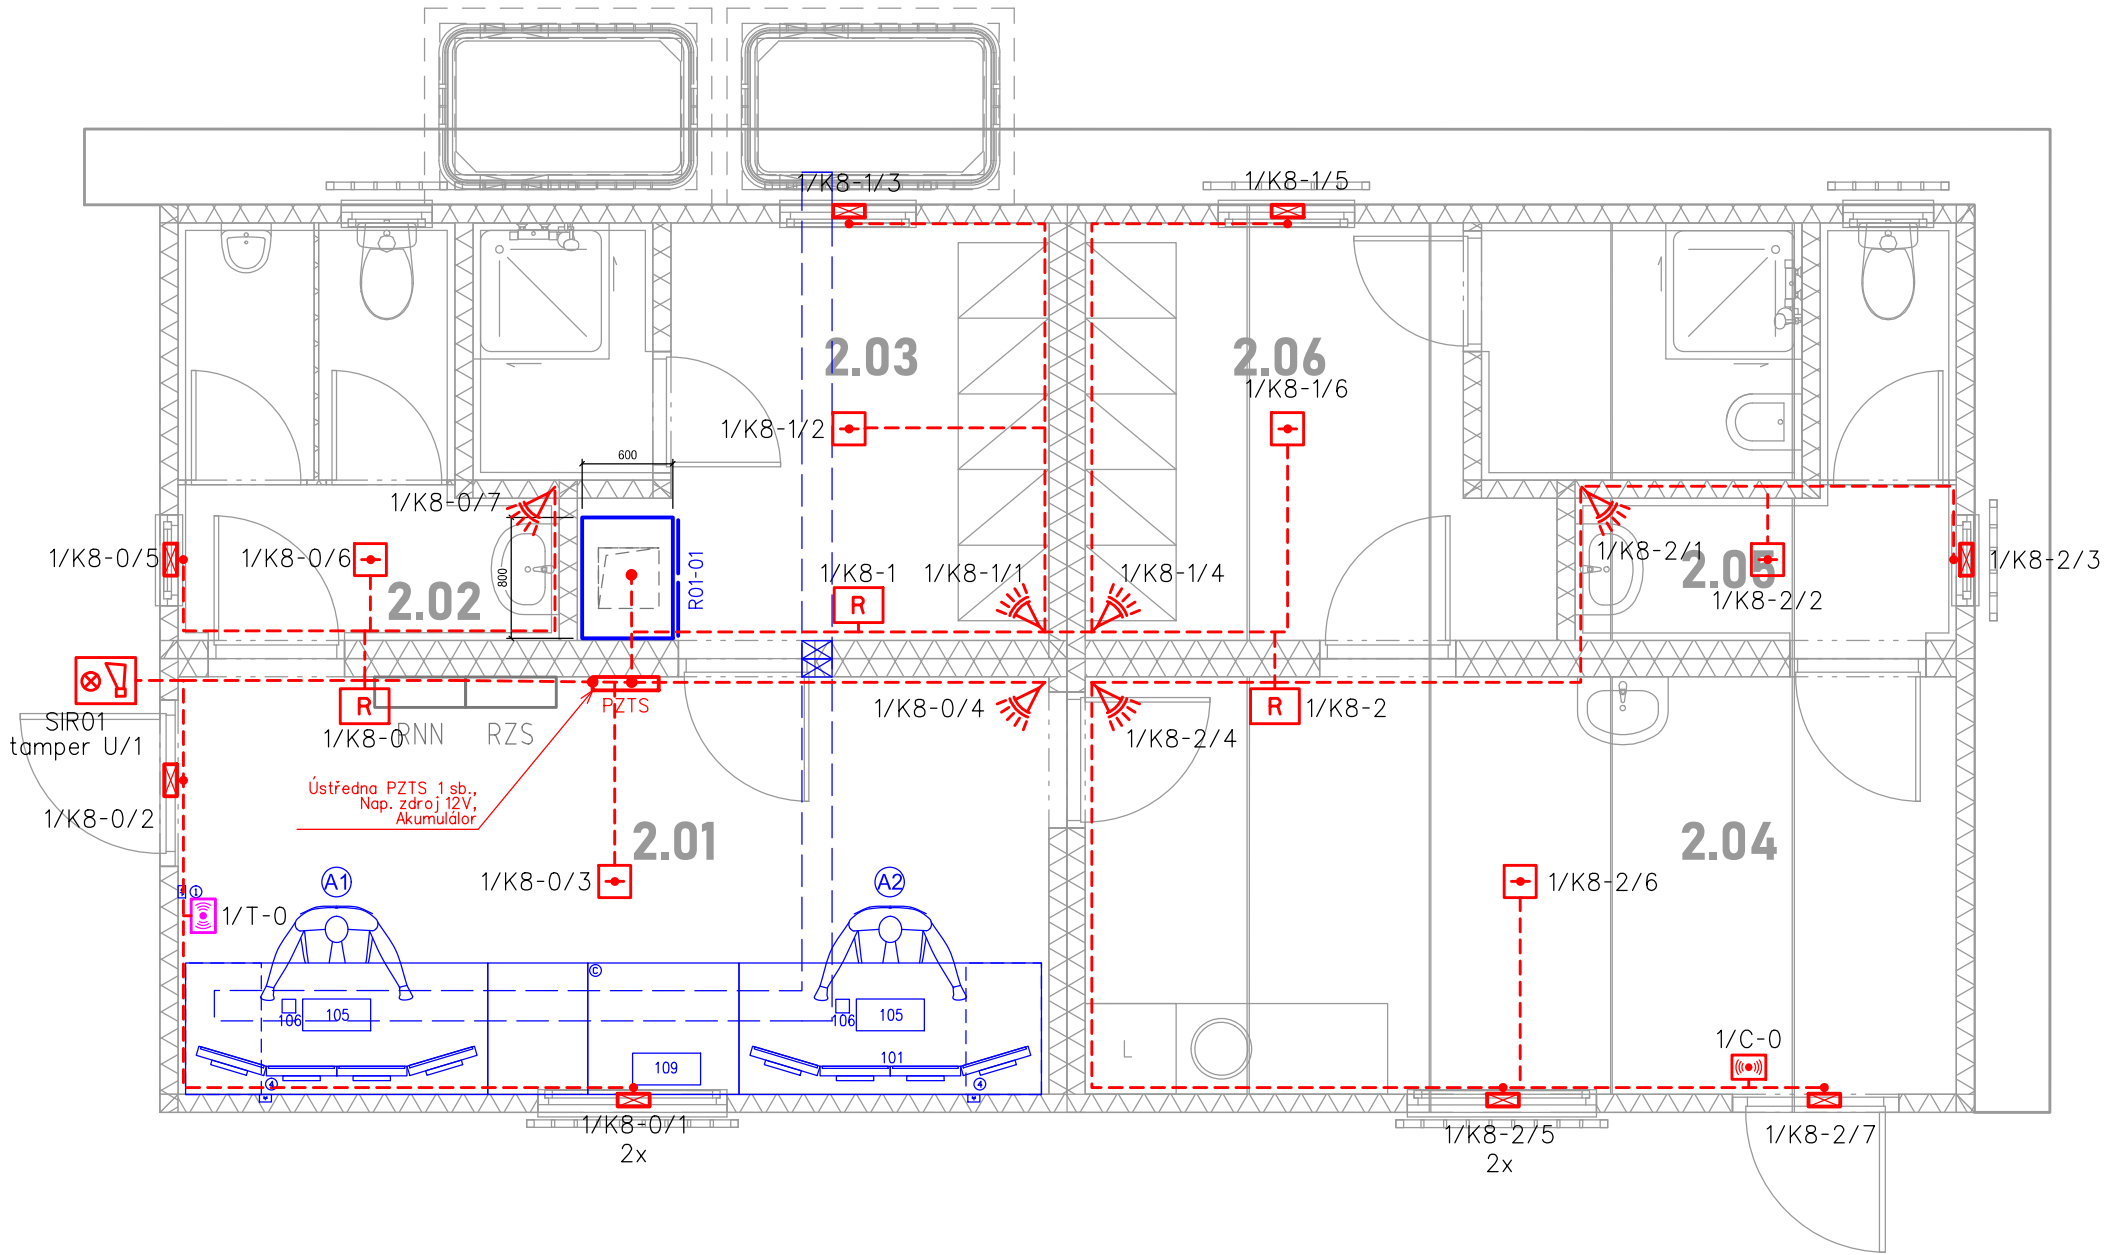 1/K8-1/3
1/K8-1/5
2.03
2.06
1/K8-1/6
1/K8-1/2
600
1/K8-0/7
1/K8-0/5
1/K8-0/6
2.02
800
R01-01
1/K8-1
R
1/K8-1/1
1/K8-1/4
1/K8-2/1
2.05
1/K8-2/2
1/K8-2/3
SIR01
tamper U/1
R
1/K8-0
RNN
RZS
PZTS
1/K8-0/4
1/K8-2/4
R
1/K8-2
Ústředna PZTS 1 sb.,
Nap. zdroj 12V,
Akumulálor
1/K8-0/2
2.01
2.04
A1
A2
1/K8-0/3
1/K8-2/6
1
1/T-0
C
106
105
106
105
101
109
4
4
L
1/C-0
1/K8-0/1
2x
1/K8-2/5
2x
1/K8-2/7